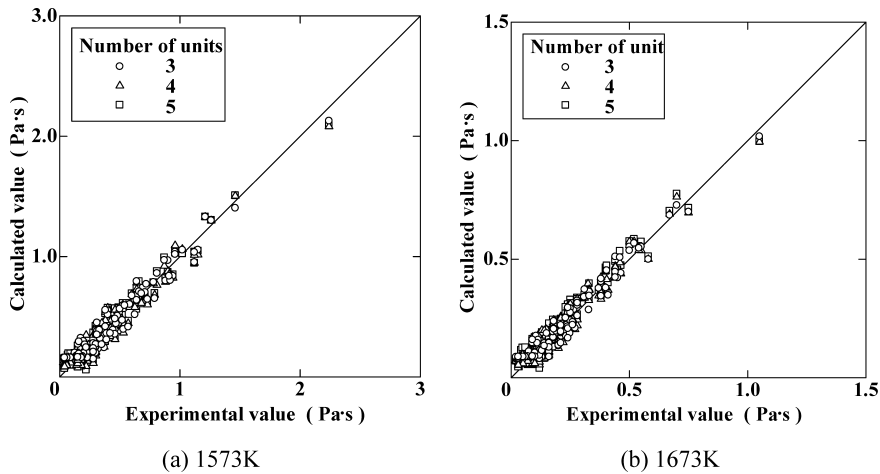 3.0
Number of units
3
4
5
2.0
1.0
Calculated value ( Pa·s )
0
1
2
3
Experimental value ( Pa·s )
(a) 1573K
1.5
Number of unit
3
4
5
1.0
0.5
Calculated value ( Pa·s )
0
0.5
1.0
1.5
Experimental value ( Pa·s )
(b) 1673K